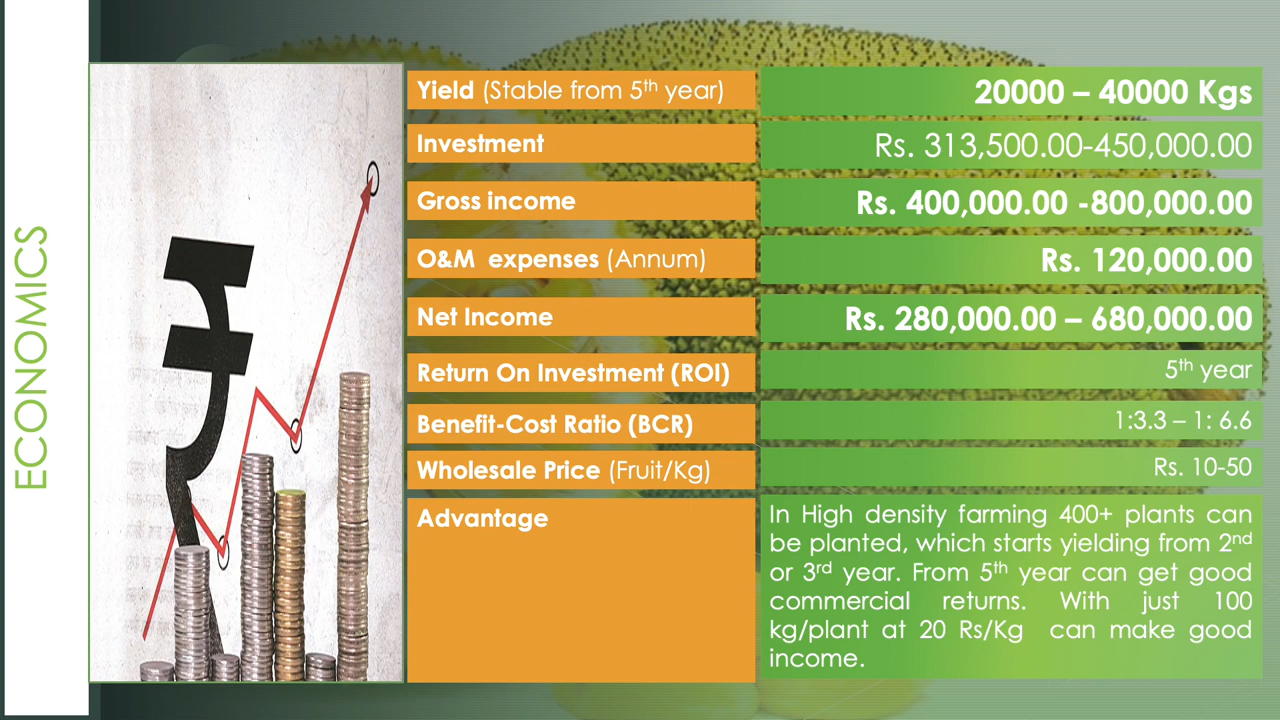 ECONOMICS
Yield (Stable from 5th year)
20000 – 40000 Kgs
Investment
Rs. 313,500.00-450,000.00
Gross income
Rs. 400,000.00 -800,000.00
O&M expenses (Annum)
Rs. 120,000.00
Net Income
Rs. 280,000.00 – 680,000.00
Return On Investment (ROI)
5th year
Benefit-Cost Ratio (BCR)
1:3.3 – 1: 6.6
Wholesale Price (Fruit/Kg)
Rs. 10-50
Advantage
In High density farming 400+ plants can
be planted, which starts yielding from 2nd
or 3rd year. From 5th year can get good
commercial returns. With just 100
kg/plant at 20 Rs/Kg can make good
income.